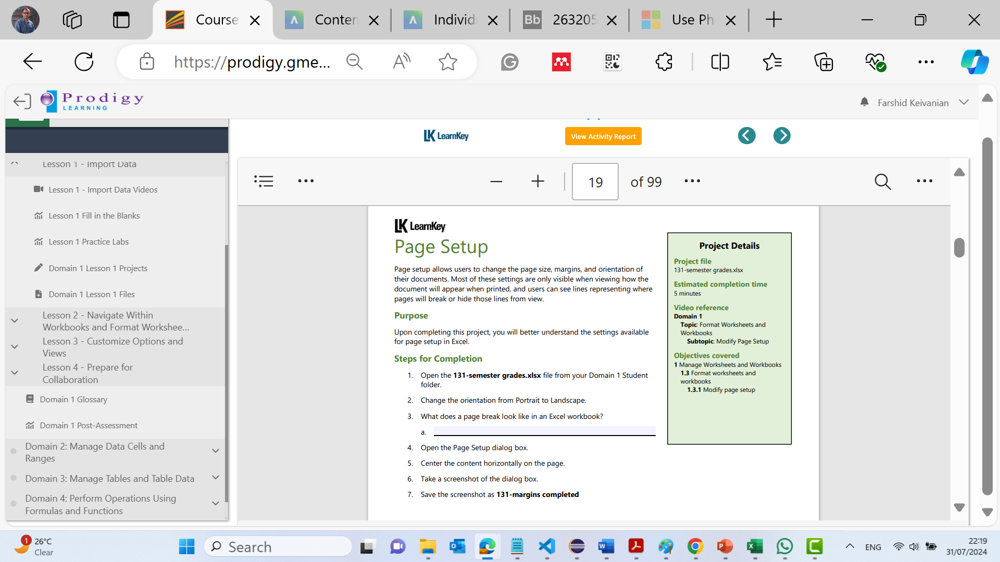 Course
Conten
Individ
Bb
263205
Use Ph
https://prodigy.gme...
A
Prodigy
LEARNING
Farshid Keivanian
LK LearnKey
View Activity Report
Lesson 1 - Import Data
Lesson 1 - Import Data Videos
Lesson 1 Fill in the Blanks
Lesson 1 Practice Labs
Domain 1 Lesson 1 Projects
Domain 1 Lesson 1 Files
Lesson 2 - Navigate Within
Workbooks and Format Workshee...
Lesson 3 - Customize Options and
Views
Lesson 4 - Prepare for
Collaboration
Domain 1 Glossary
Domain 1 Post-Assessment
Domain 2: Manage Data Cells and
Ranges
Domain 3: Manage Tables and Table Data
Domain 4: Perform Operations Using
Formulas and Functions
19 of 99
LK LearnKey
Page Setup
Page setup allows users to change the page size, margins, and orientation of
their documents. Most of these settings are only visible when viewing how the
document will appear when printed, and users can see lines representing where
pages will break or hide those lines from view.
Purpose
Upon completing this project, you will better understand the settings available
for page setup in Excel.
Steps for Completion
1. Open the 131-semester grades.xlsx file from your Domain 1 Student
folder.
2. Change the orientation from Portrait to Landscape.
3. What does a page break look like in an Excel workbook?
a.
4. Open the Page Setup dialog box.
5. Center the content horizontally on the page.
6. Take a screenshot of the dialog box.
7. Save the screenshot as 131-margins completed
Project Details
Project file
131-semester grades.xlsx
Estimated completion time
5 minutes
Video reference
Domain 1
Topic: Format Worksheets and
Workbooks
Subtopic: Modify Page Setup
Objectives covered
1 Manage Worksheets and Workbooks
1.3 Format worksheets and
workbooks
1.3.1 Modify page setup
1
26°C
Clear
Search
ENG
22:19
31/07/2024